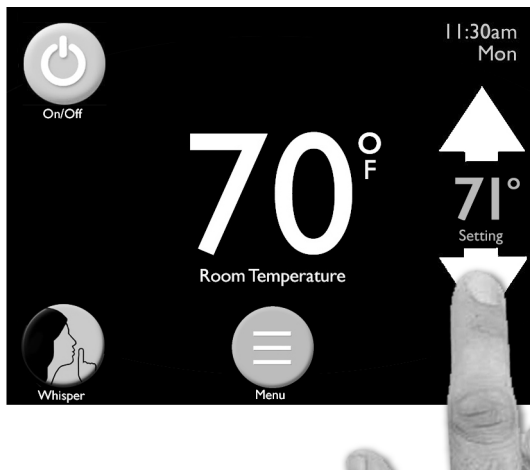 11:30am
Mon
On/Off
70°
F
Room Temperature
71°
Setting
Whisper
Menu